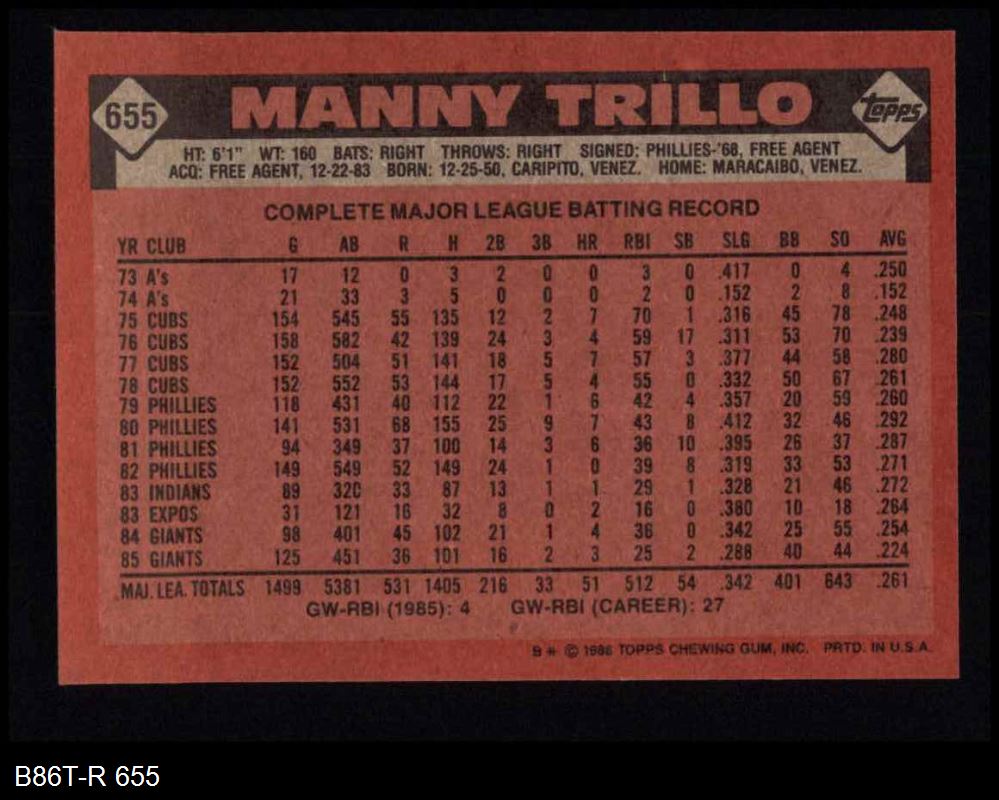 655 MANNY TRILLO topps
HT: 6'1" WT: 160 BATS: RIGHT THROWS: RIGHT SIGNED: PHILLIES-'68, FREE AGENT
ACQ: FREE AGENT, 12-22-83 BORN: 12-25-50, CARIPITO, VENEZ. HOME: MARACAIBO, VENEZ.
COMPLETE MAJOR LEAGUE BATTING RECORD
YR CLUB G AB R H 2B 3B HR RBI SB SLG BB SO AVG
73 A's 17 12 0 3 2 0 0 3 0 .417 0 4 .250
74 A's 21 33 3 5 0 0 0 2 0 .152 2 8 .152
75 CUBS 154 545 55 135 12 2 7 70 1 .316 45 78 .248
76 CUBS 158 582 42 139 24 3 4 59 17 .311 53 70 .239
77 CUBS 152 504 51 141 18 5 7 57 3 .377 44 58 .280
78 CUBS 152 552 53 144 17 5 4 55 0 .332 50 67 .261
79 PHILLIES 118 431 40 112 22 1 6 42 4 .357 20 59 .260
80 PHILLIES 141 531 68 155 25 9 7 43 8 .412 32 46 .292
81 PHILLIES 94 349 37 100 14 3 6 36 10 .395 26 37 .287
82 PHILLIES 149 549 52 149 24 1 0 39 8 .319 33 53 .271
83 INDIANS 89 320 33 87 13 1 1 29 1 .328 21 46 .272
83 EXPOS 31 121 16 32 8 0 2 16 0 .380 10 18 .264
84 GIANTS 98 401 45 102 21 1 4 36 0 .342 25 55 .254
85 GIANTS 125 451 36 101 16 2 3 25 2 .288 40 44 .224
MAJ. LEA. TOTALS 1499 5381 531 1405 216 33 51 512 54 .342 401 643 .261
GW-RBI (1985): 4 GW-RBI (CAREER): 27
B* © 1986 TOPPS CHEWING GUM, INC. PRTD. IN U.S.A.
B86T-R 655